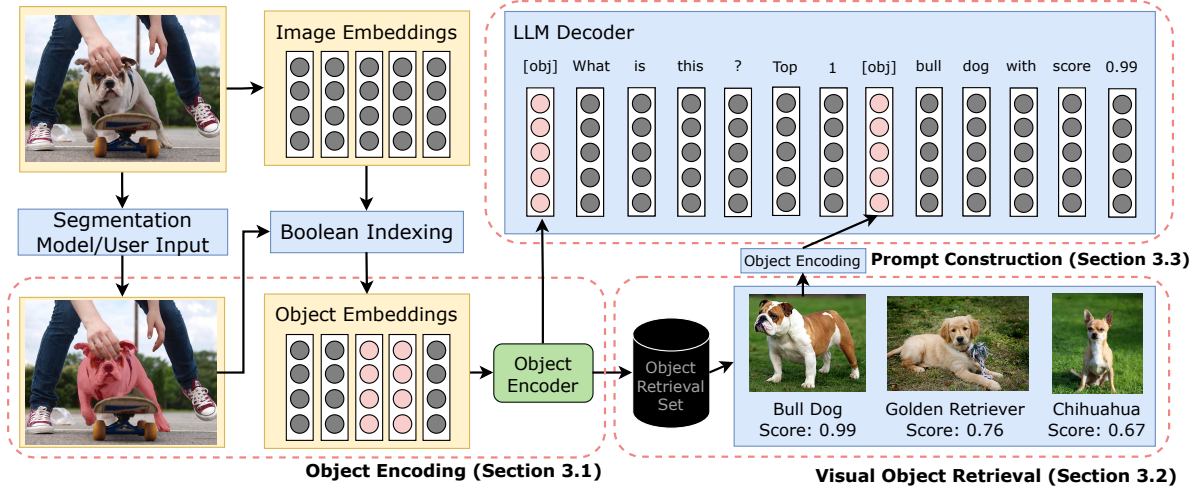 Image Embeddings
LLM Decoder
[obj] What is this ? Top 1 [obj] bull dog with score 0.99
Segmentation
Model/User Input
Boolean Indexing
Object Encoding
Prompt Construction (Section 3.3)
Object Embeddings
Object
Encoder
Object
Retrieval
Set
Bull Dog
Score: 0.99
Golden Retriever
Score: 0.76
Chihuahua
Score: 0.67
Object Encoding (Section 3.1)
Visual Object Retrieval (Section 3.2)